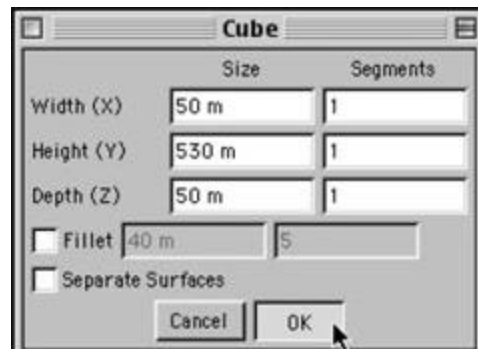 Cube
Size Segments
Width (X) 50 m 1
Height (Y) 530 m 1
Depth (Z) 50 m 1
Fillet 40 m 5
Separate Surfaces
Cancel OK